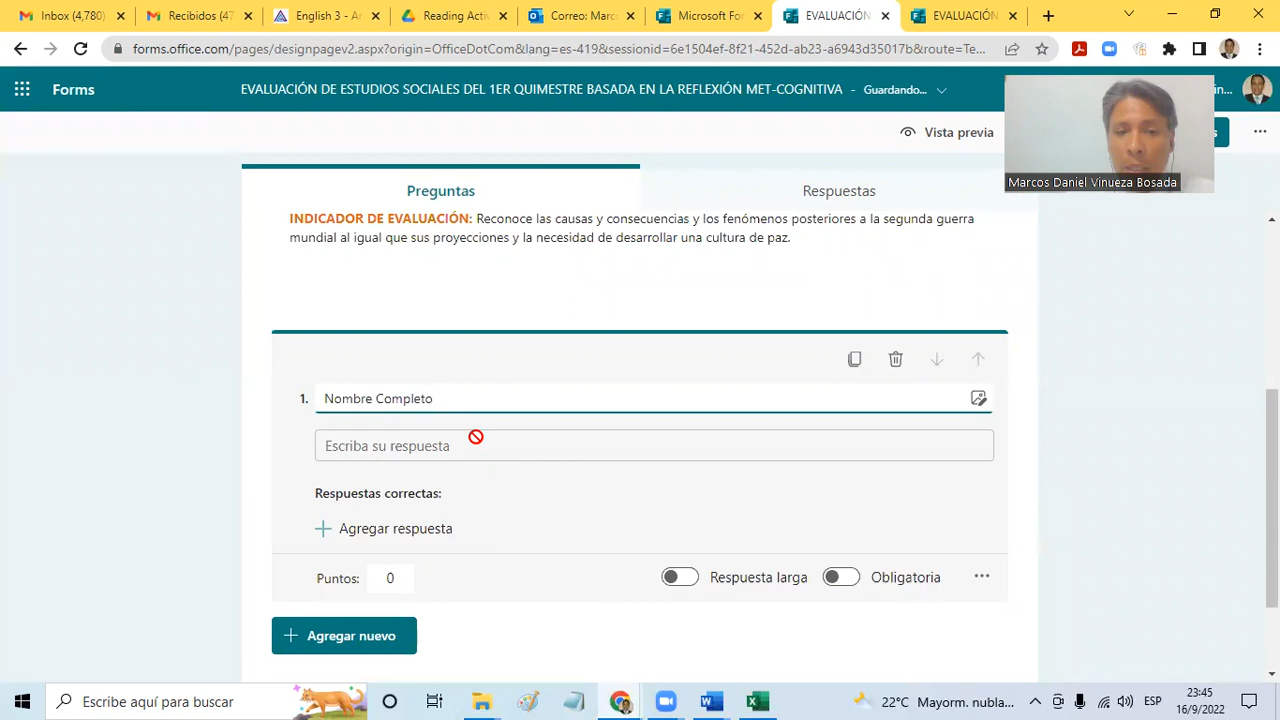 Inbox (4,780)
Recibidos (47
English 3 - Ar
Reading Activ
Correo: Marc
Microsoft For
EVALUACIÓN
EVALUACIÓN
forms.office.com/pages/designpagev2.aspx?origin=OfficeDotCom&lang=es-419&sessionid=6e1504ef-8f21-452d-ab23-a6943d35017b&route=Te...
Forms
EVALUACIÓN DE ESTUDIOS SOCIALES DEL 1ER QUIMESTRE BASADA EN LA REFLEXIÓN MET-COGNITIVA - Guardando...
Vista previa
Marcos Daniel Vinueza Bosada
Preguntas
Respuestas
INDICADOR DE EVALUACIÓN: Reconoce las causas y consecuencias y los fenómenos posteriores a la segunda guerra
mundial al igual que sus proyecciones y la necesidad de desarrollar una cultura de paz.
1. Nombre Completo
Escriba su respuesta
Respuestas correctas:
Agregar respuesta
Puntos: 0
Respuesta larga
Obligatoria
Agregar nuevo
Escribe aquí para buscar
22°C Mayorm. nubla...
ESP
23:45
16/9/2022